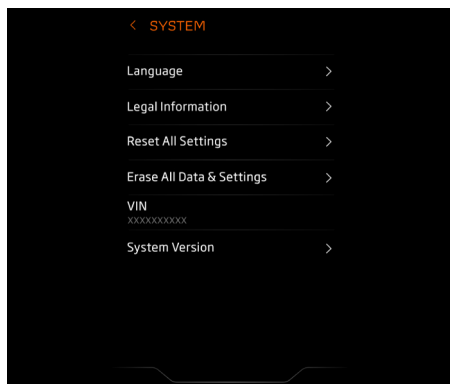 SYSTEM
Language
Legal Information
Reset All Settings
Erase All Data & Settings
VIN
XXXXXXXXXX
System Version